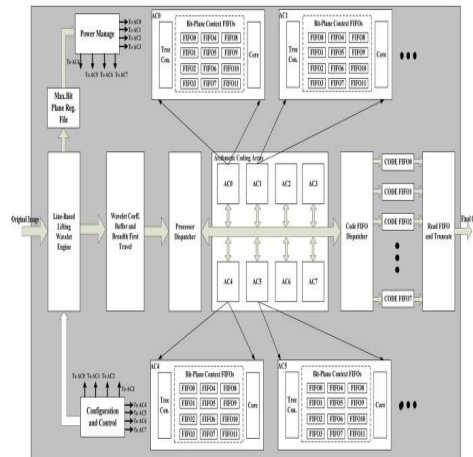 Power Manage
To AC0
To AC1
To AC2
To AC3
To AC4
To AC5 To AC6 To AC7
Max.Bit
Plane Reg.
File
AC0
Bit-Plane Context FIFOs
Tree
Con.
FIFO0 FIFO4 FIFO8
FIFO1 FIFO5 FIFO9
FIFO2 FIFO6 FIFO10
FIFO3 FIFO7 FIFO11
Core
AC1
Bit-Plane Context FIFOs
Tree
Con.
FIFO0 FIFO4 FIFO8
FIFO1 FIFO5 FIFO9
FIFO2 FIFO6 FIFO10
FIFO3 FIFO7 FIFO11
Core
Original Image
Line-Based
Lifting
Wavelet
Engine
Wavelet Coeff.
Buffer and
Breadth First
Travel
Processor
Dispatcher
Arithmetic Coding Array
AC0 AC1 AC2 AC3
AC4 AC5 AC6 AC7
Code FIFO
Dispatcher
CODE FIFO0
CODE FIFO1
CODE FIFO2
CODE FIFO7
Read FIFO
and Truncate
Final C
To AC0 To AC1 To AC2
To AC3
Configuration
and Control
To AC4
To AC5
To AC6
To AC7
AC4
Bit-Plane Context FIFOs
Tree
Con.
FIFO0 FIFO4 FIFO8
FIFO1 FIFO5 FIFO9
FIFO2 FIFO6 FIFO10
FIFO3 FIFO7 FIFO11
Core
AC5
Bit-Plane Context FIFOs
Tree
Con.
FIFO0 FIFO4 FIFO8
FIFO1 FIFO5 FIFO9
FIFO2 FIFO6 FIFO10
FIFO3 FIFO7 FIFO11
Core